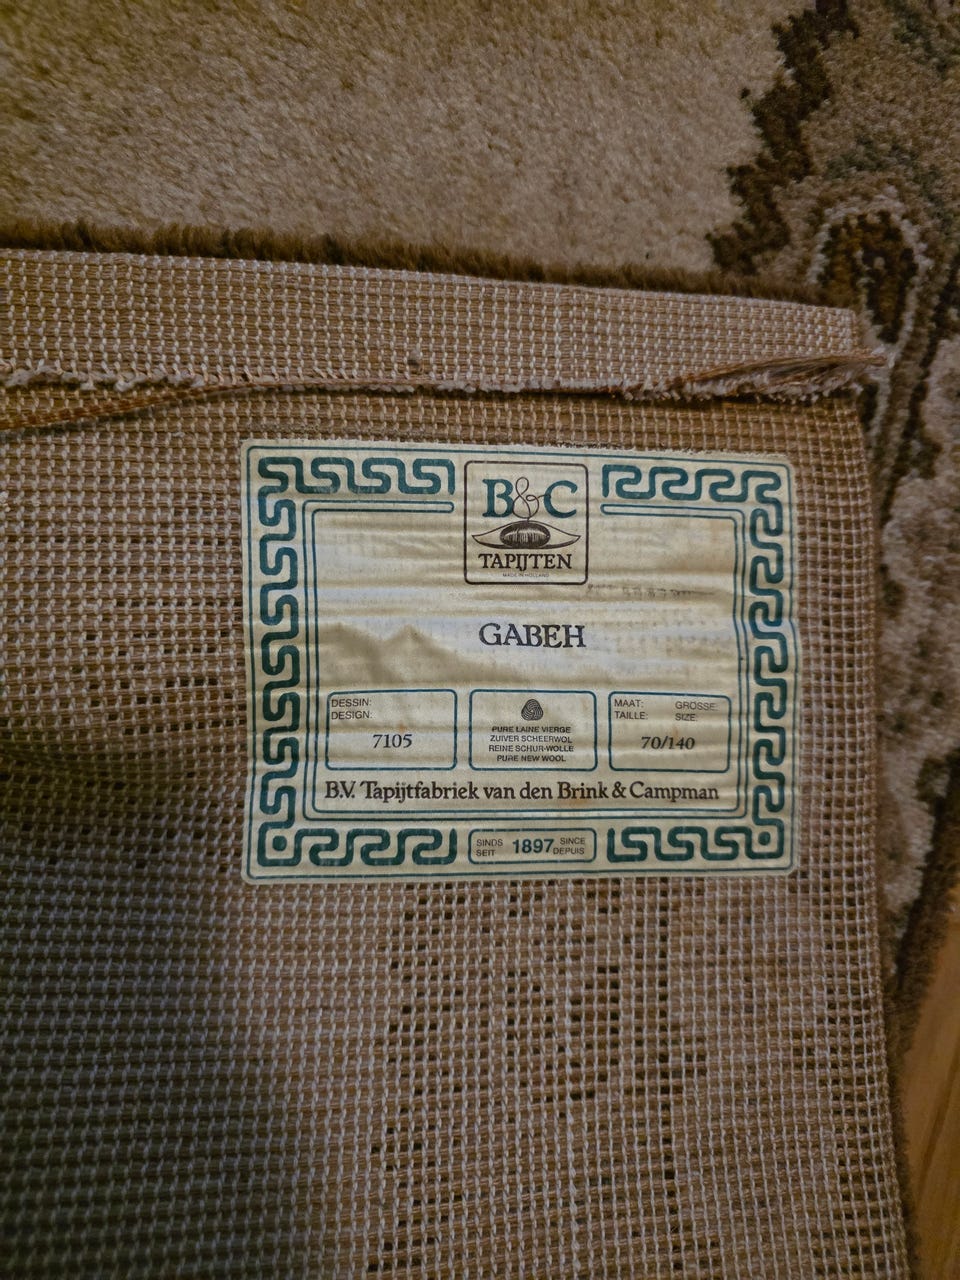 B&C
TAPIJTEN
MADE IN HOLLAND
GABEH
DESSIN:
DESIGN:
7105
PURE LAINE VIERGE
ZUIVER SCHEERWOL
REINE SCHUR-WOLLE
PURE NEW WOOL
MAAT: GRÖSSE:
TAILLE: SIZE:
70/140
B.V. Tapijtfabriek van den Brink & Campman
SINDS SEIT 1897 SINCE DEPUIS